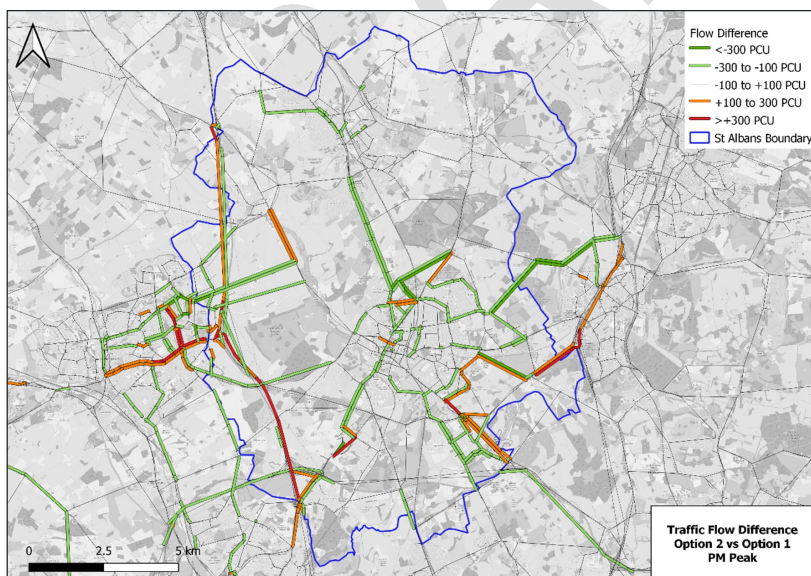 Flow Difference
<-300 PCU
-300 to -100 PCU
-100 to +100 PCU
+100 to 300 PCU
>+300 PCU
St Albans Boundary
0 2.5 5 km
Traffic Flow Difference
Option 2 vs Option 1
PM Peak